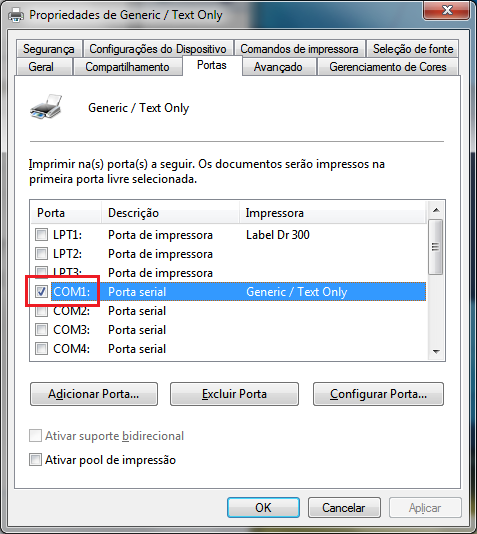 Propriedades de Generic / Text Only
Segurança Configurações do Dispositivo Comandos de impressora Seleção de fonte
Geral Compartilhamento Portas Avançado Gerenciamento de Cores
Generic / Text Only
Imprimir na(s) porta(s) a seguir. Os documentos serão impressos na
primeira porta livre selecionada.
Porta Descrição Impressora
LPT1: Porta de impressora Label Dr 300
LPT2: Porta de impressora
LPT3: Porta de impressora
COM1: Porta serial Generic / Text Only
COM2: Porta serial
COM3: Porta serial
COM4: Porta serial
Adicionar Porta... Excluir Porta Configurar Porta...
Ativar suporte bidirecional
Ativar pool de impressão
OK Cancelar Aplicar